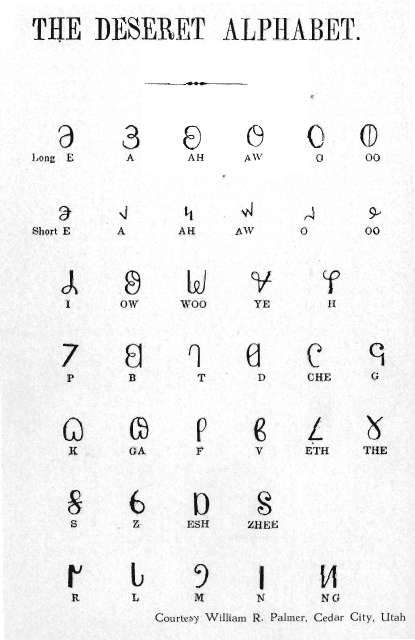 THE DESERET ALPHABET.
𐐀 𐐁 𐐂 𐐃 𐐄 𐐅
Long E A AH AW O OO
𐐆 𐐇 𐐈 𐐉 𐐊 𐐋
Short E A AH AW O OO
𐐌 𐐍 𐐎 𐐏 𐐐
I OW WOO YE H
𐐑 𐐒 𐐓 𐐔 𐐕 𐐖
P B T D CHE G
𐐗 𐐘 𐐙 𐐚 𐐛 𐐜
K GA F V ETH THE
𐐝 𐐞 𐐟 𐐠
S Z ESH ZHEE
𐐡 𐐢 𐐣 𐐤 𐐥
R L M N NG
Courtesy William R. Palmer, Cedar City, Utah